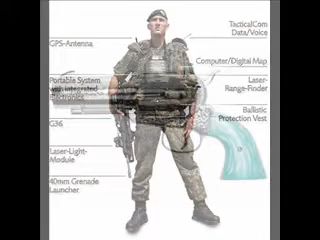 TacticalCom
Data/Voice
GPS-Antenna
Computer/Digital Map
Portable System
with integrated
Electronics
Laser-
Range-Finder
Ballistic
Protection Vest
G36
Laser-Light-
Module
40mm Grenade
Launcher